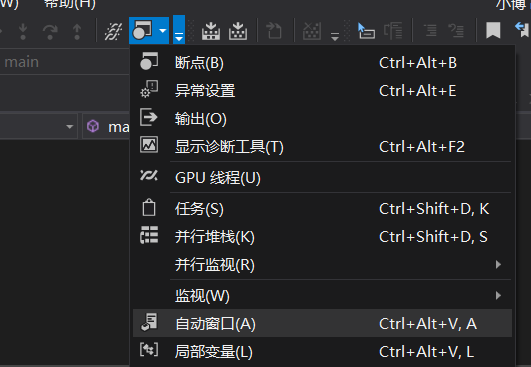 W)
帮助(H)
小博
main
ma
断点(B) Ctrl+Alt+B
异常设置 Ctrl+Alt+E
输出(O)
显示诊断工具(T) Ctrl+Alt+F2
GPU 线程(U)
任务(S) Ctrl+Shift+D, K
并行堆栈(K) Ctrl+Shift+D, S
并行监视(R)
监视(W)
自动窗口(A) Ctrl+Alt+V, A
局部变量(L) Ctrl+Alt+V, L